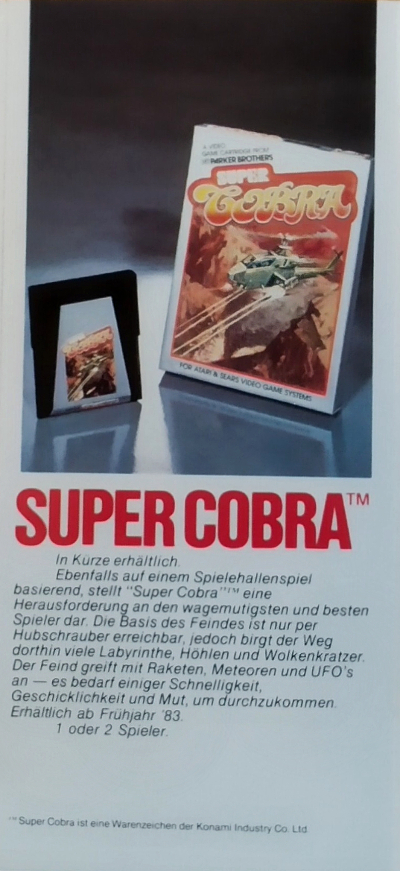 A VIDEO
GAME CARTRIDGE FROM
PARKER BROTHERS
SUPER
COBRA
FOR ATARI & SEARS VIDEO GAME SYSTEMS
SUPER COBRA™
In Kürze erhältlich.
Ebenfalls auf einem Spielehallenspiel
basierend, stellt "Super Cobra"™ eine
Herausforderung an den wagemutigsten und besten
Spieler dar. Die Basis des Feindes ist nur per
Hubschrauber erreichbar, jedoch birgt der Weg
dorthin viele Labyrinthe, Höhlen und Wolkenkratzer.
Der Feind greift mit Raketen, Meteoren und UFO's
an — es bedarf einiger Schnelligkeit,
Geschicklichkeit und Mut, um durchzukommen.
Erhältlich ab Frühjahr '83.
1 oder 2 Spieler.
™ Super Cobra ist eine Warenzeichen der Konami Industry Co. Ltd.